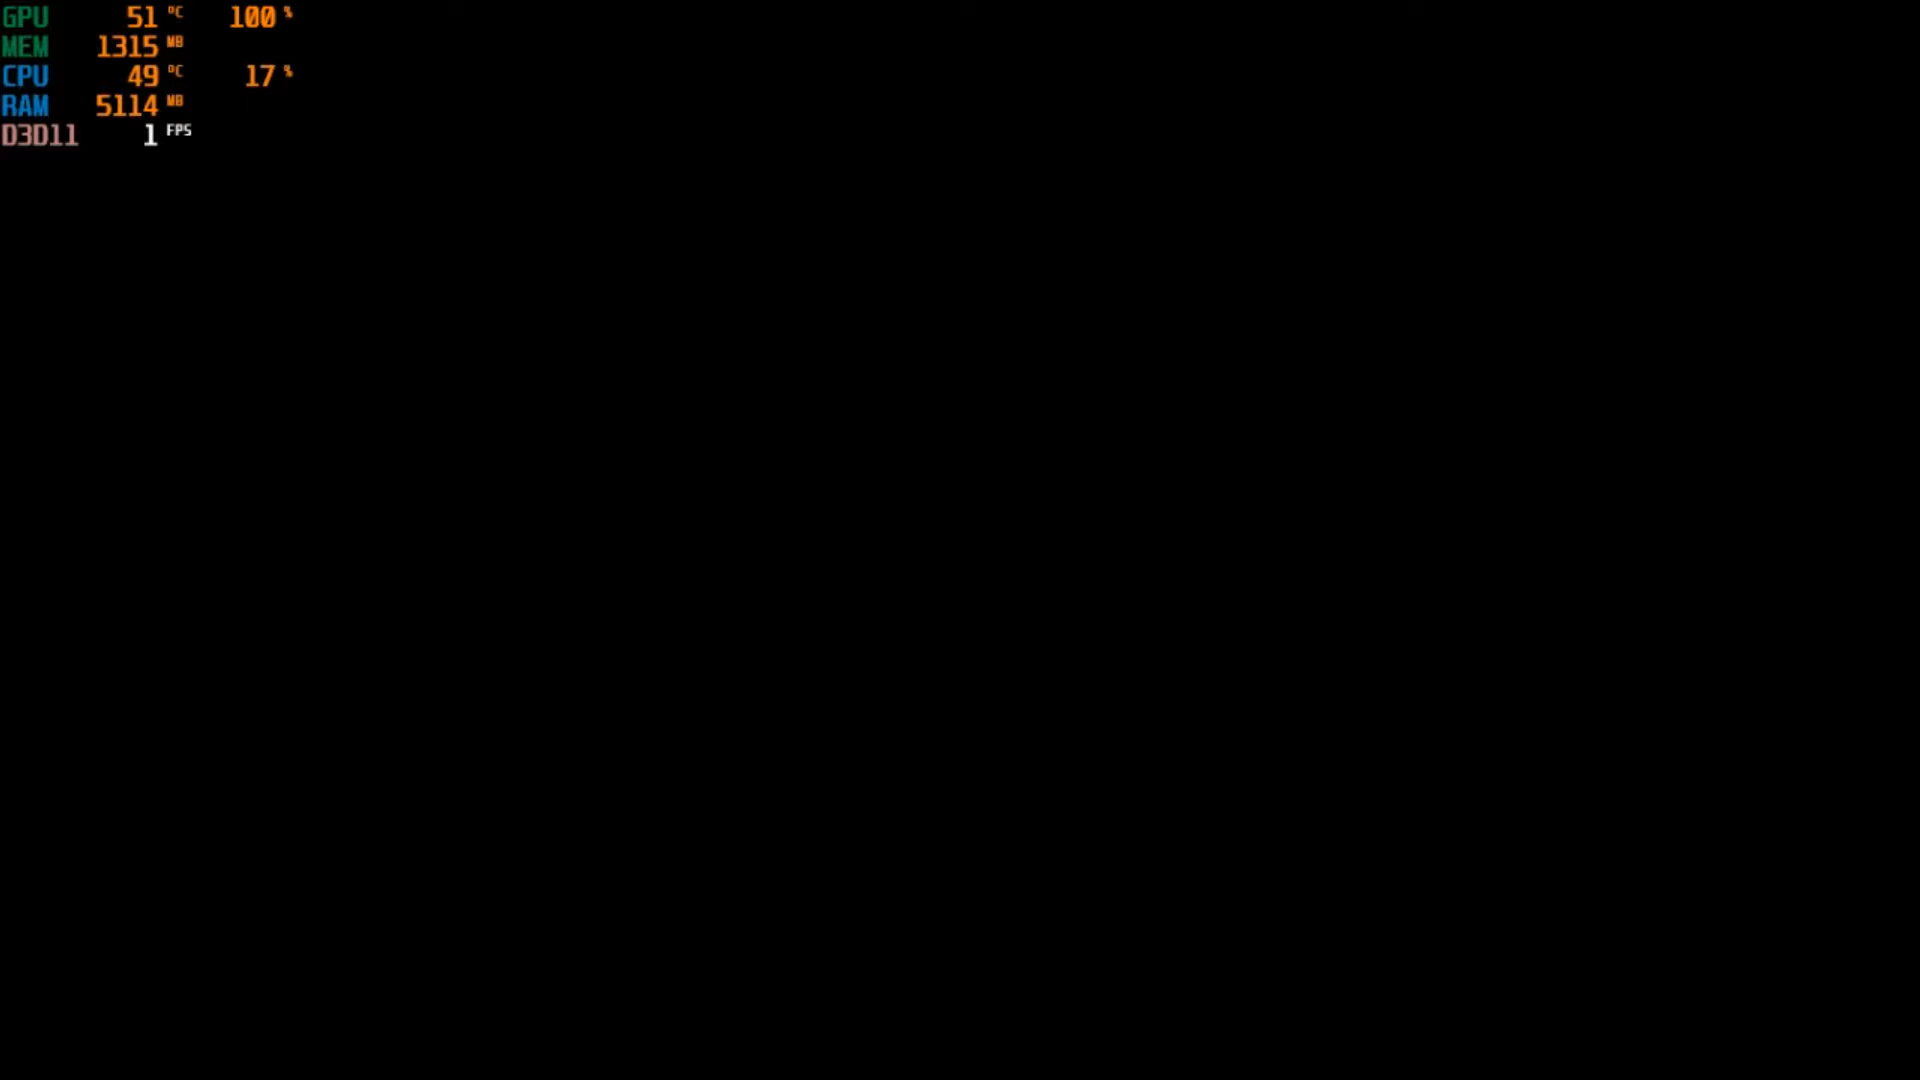 GPU 51 °C 100 %
MEM 1315 MB
CPU 49 °C 17 %
RAM 5114 MB
D3D11 1 FPS